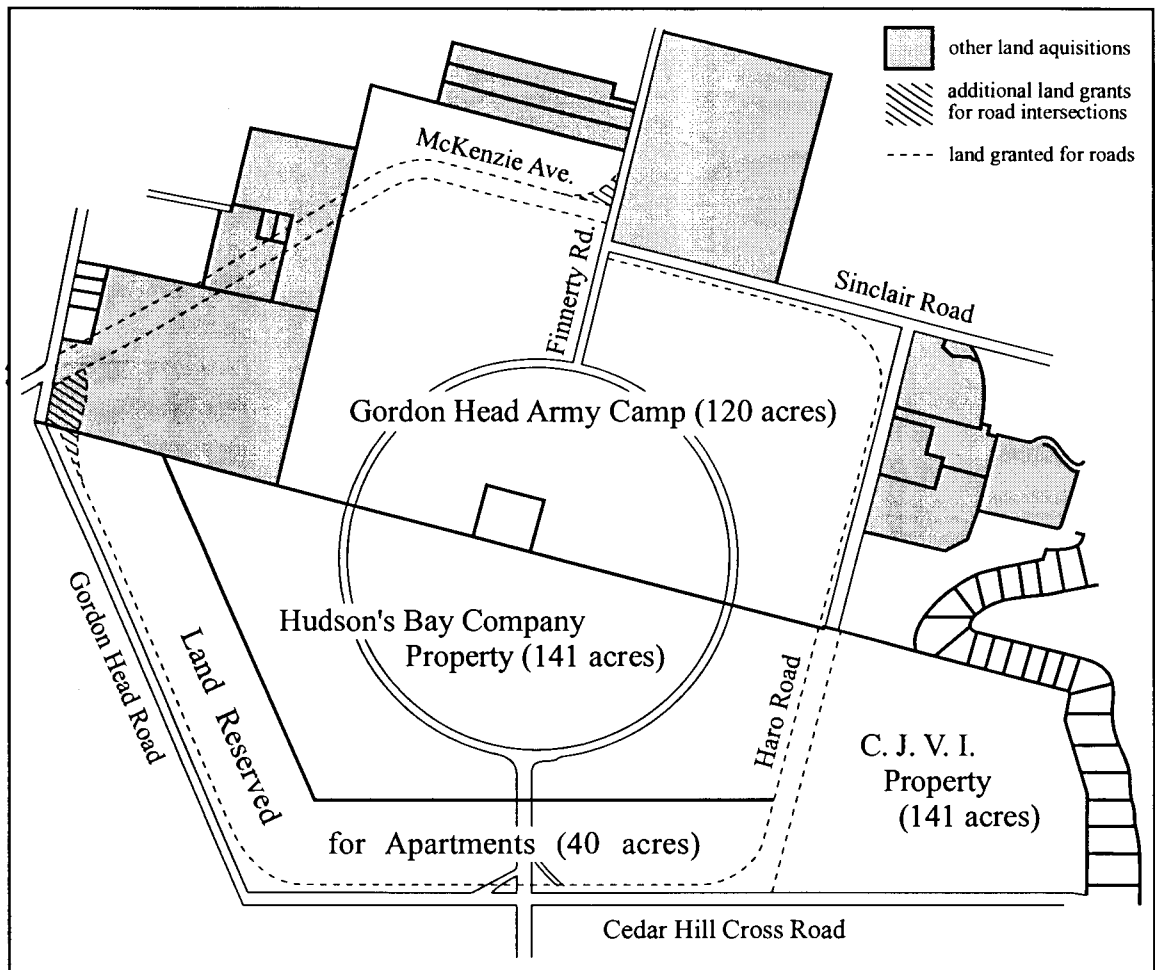 other land aquisitions
additional land grants
for road intersections
land granted for roads
McKenzie Ave.
Finnerty Rd.
Sinclair Road
Gordon Head Army Camp (120 acres)
Hudson's Bay Company
Property (141 acres)
Gordon Head Road
Land Reserved
for Apartments (40 acres)
Haro Road
C. J. V. I.
Property
(141 acres)
Cedar Hill Cross Road